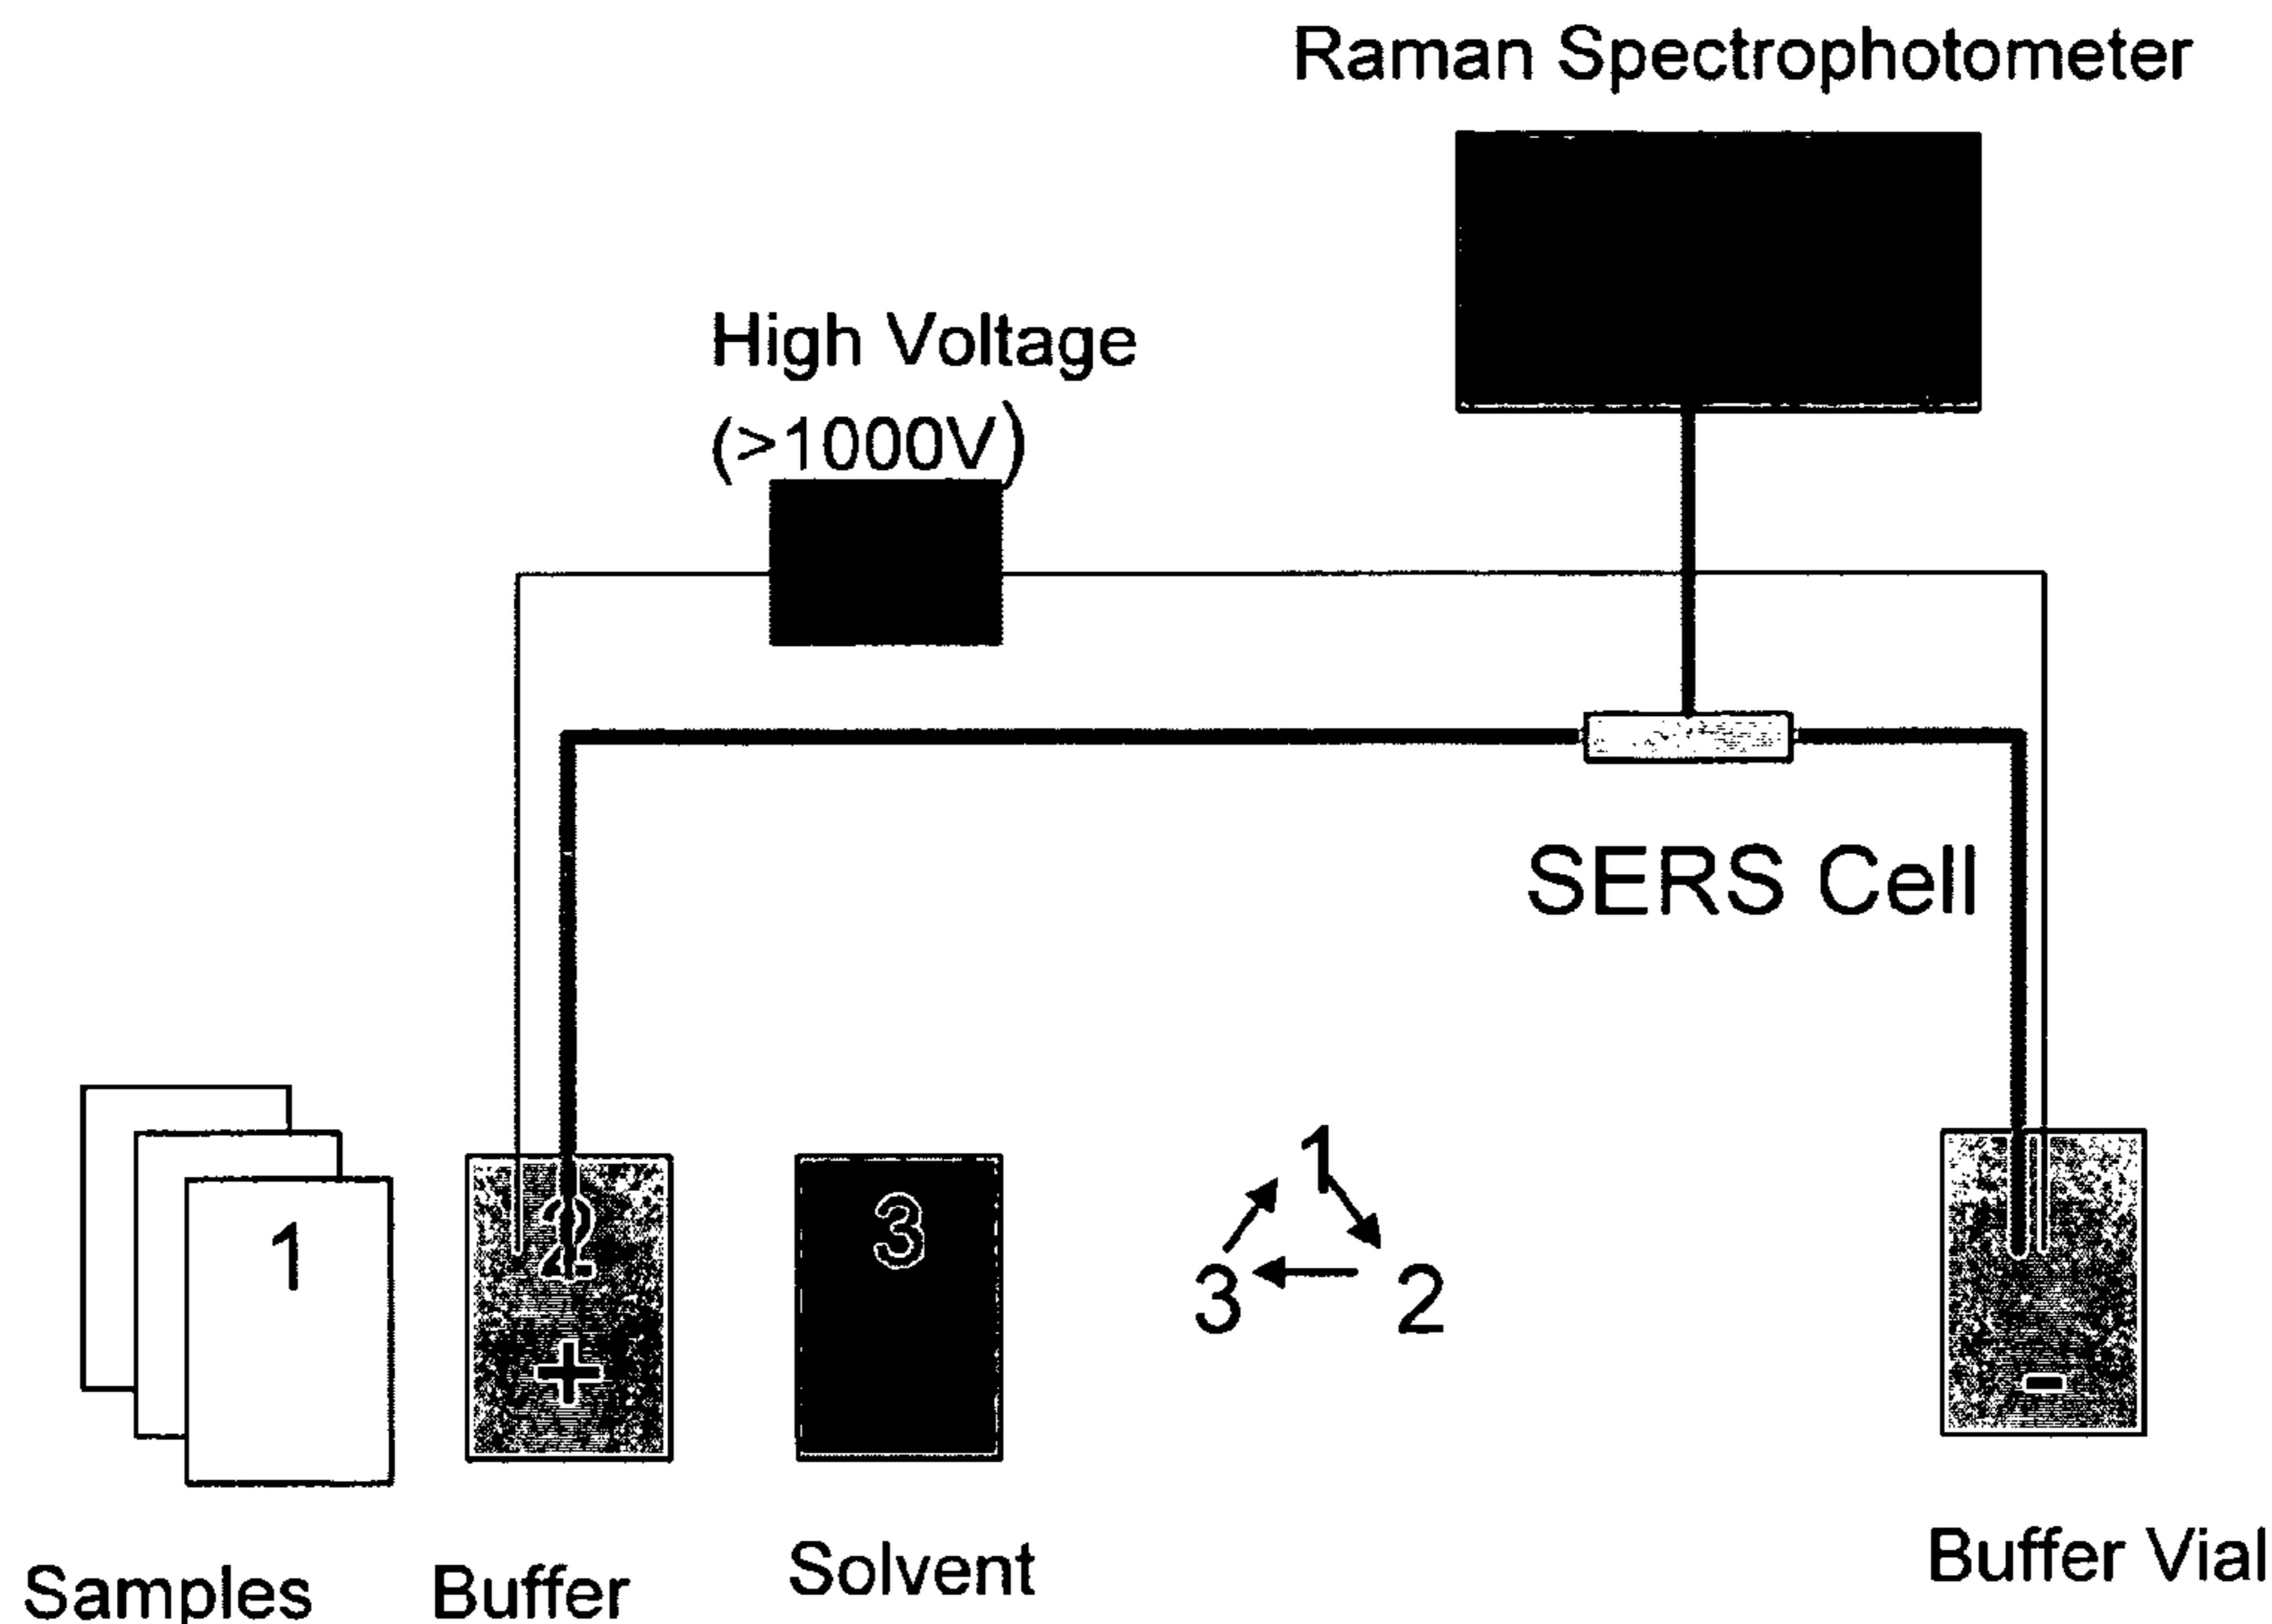 Raman Spectrophotometer
High Voltage
(>1000V)
SERS Cell
1
2
3
+
-
1
3
2
Samples
Buffer
Solvent
Buffer Vial